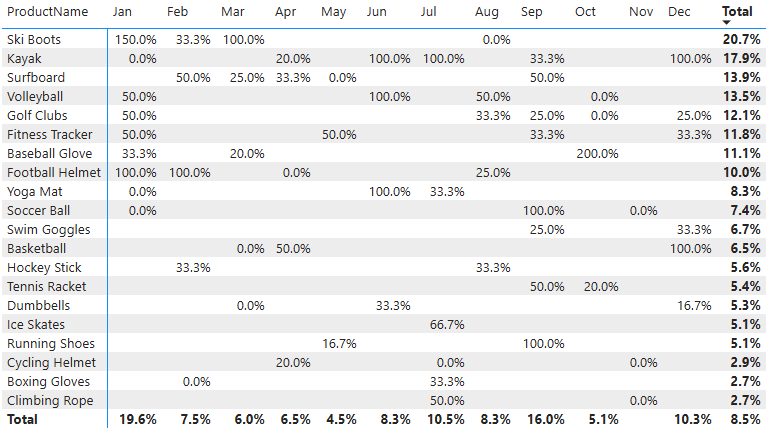 ProductName Jan Feb Mar Apr May Jun Jul Aug Sep Oct Nov Dec Total
Ski Boots 150.0% 33.3% 100.0% 0.0% 20.7%
Kayak 0.0% 20.0% 100.0% 100.0% 33.3% 100.0% 17.9%
Surfboard 50.0% 25.0% 33.3% 0.0% 50.0% 13.9%
Volleyball 50.0% 100.0% 50.0% 0.0% 13.5%
Golf Clubs 50.0% 33.3% 25.0% 0.0% 25.0% 12.1%
Fitness Tracker 50.0% 50.0% 33.3% 33.3% 11.8%
Baseball Glove 33.3% 20.0% 200.0% 11.1%
Football Helmet 100.0% 100.0% 0.0% 25.0% 10.0%
Yoga Mat 0.0% 100.0% 33.3% 8.3%
Soccer Ball 0.0% 100.0% 0.0% 7.4%
Swim Goggles 25.0% 33.3% 6.7%
Basketball 0.0% 50.0% 100.0% 6.5%
Hockey Stick 33.3% 33.3% 5.6%
Tennis Racket 50.0% 20.0% 5.4%
Dumbbells 0.0% 33.3% 16.7% 5.3%
Ice Skates 66.7% 5.1%
Running Shoes 16.7% 100.0% 5.1%
Cycling Helmet 20.0% 0.0% 0.0% 2.9%
Boxing Gloves 0.0% 33.3% 2.7%
Climbing Rope 50.0% 0.0% 2.7%
Total 19.6% 7.5% 6.0% 6.5% 4.5% 8.3% 10.5% 8.3% 16.0% 5.1% 10.3% 8.5%